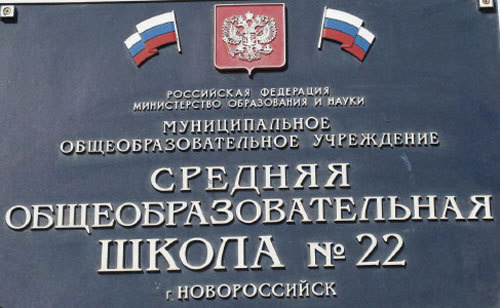 РОССИЙСКАЯ ФЕДЕРАЦИЯ
МИНИСТЕРСТВО ОБРАЗОВАНИЯ И НАУКИ
МУНИЦИПАЛЬНОЕ
ОБЩЕОБРАЗОВАТЕЛЬНОЕ УЧРЕЖДЕНИЕ
СРЕДНЯЯ
ОБЩЕОБРАЗОВАТЕЛЬНАЯ
ШКОЛА № 22
г. НОВОРОССИЙСК